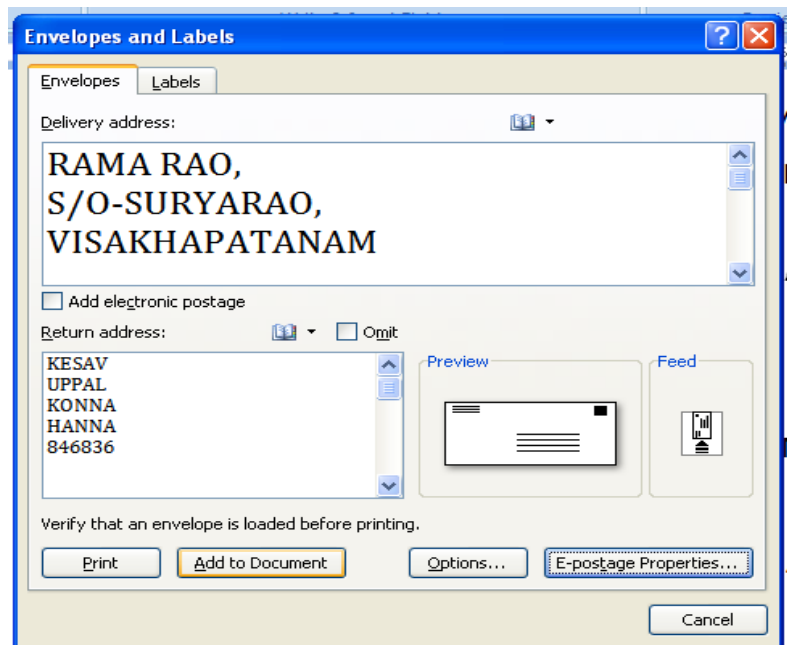 Envelopes and Labels
Envelopes Labels
Delivery address:
RAMA RAO,
S/O-SURYARAO,
VISAKHAPATANAM
Add electronic postage
Return address: Omit
KESAV
UPPAL
KONNA
HANNA
846836
Preview
Feed
Verify that an envelope is loaded before printing.
Print Add to Document Options... E-postage Properties...
Cancel